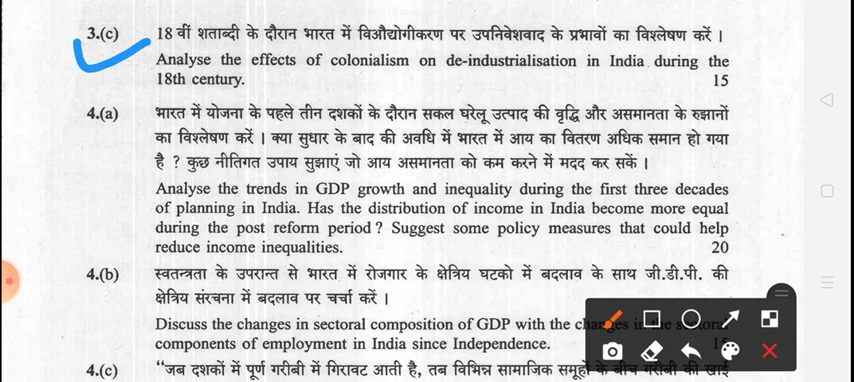 3.(c) 18 वीं शताब्दी के दौरान भारत में विऔद्योगीकरण पर उपनिवेशवाद के प्रभावों का विश्लेषण करें ।
Analyse the effects of colonialism on de-industrialisation in India during the
18th century. 15
4.(a) भारत में योजना के पहले तीन दशकों के दौरान सकल घरेलू उत्पाद की वृद्धि और असमानता के रुझानों
का विश्लेषण करें । क्या सुधार के बाद की अवधि में भारत में आय का वितरण अधिक समान हो गया
है ? कुछ नीतिगत उपाय सुझाएं जो आय असमानता को कम करने में मदद कर सकें ।
Analyse the trends in GDP growth and inequality during the first three decades
of planning in India. Has the distribution of income in India become more equal
during the post reform period ? Suggest some policy measures that could help
reduce income inequalities. 20
4.(b) स्वतन्त्रता के उपरान्त से भारत में रोजगार के क्षेत्रिय घटको में बदलाव के साथ जी.डी.पी. की
क्षेत्रिय संरचना में बदलाव पर चर्चा करें ।
Discuss the changes in sectoral composition of GDP with the changes in the sectoral
components of employment in India since Independence.
4.(c) “जब दशकों में पूर्ण गरीबी में गिरावट आती है, तब विभिन्न सामाजिक समूहों के बीच गरीबी की खाई